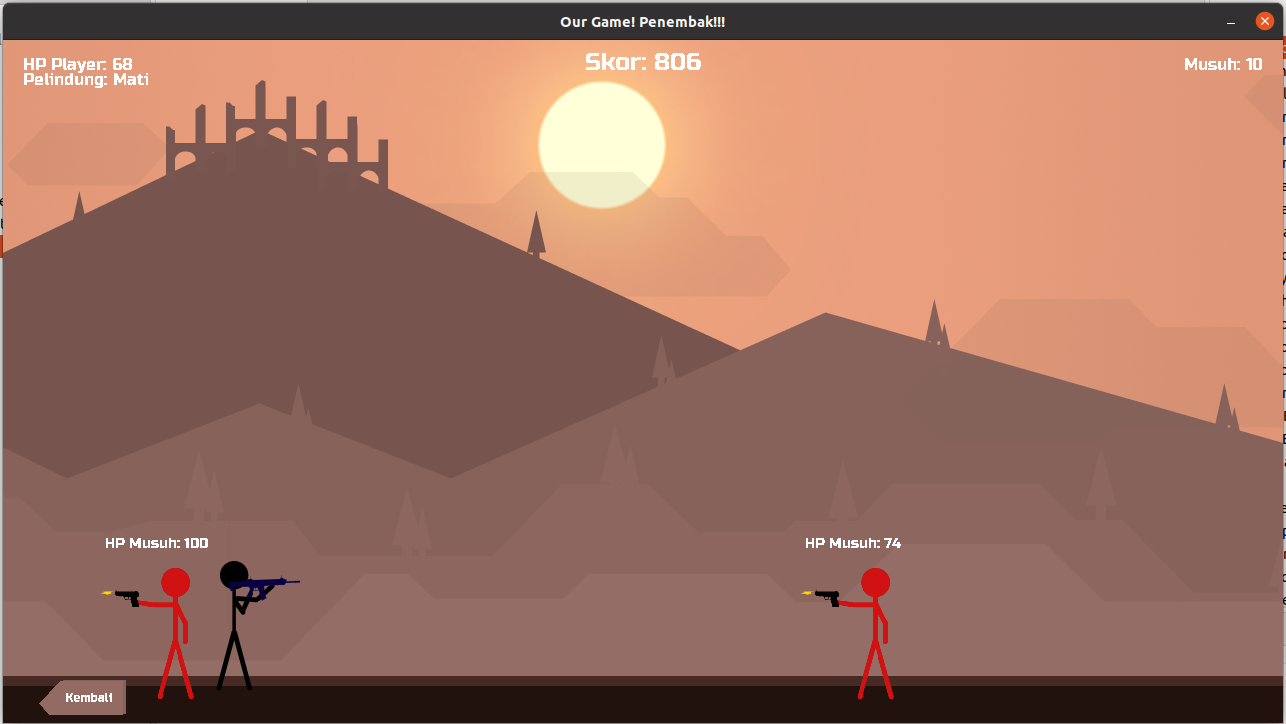 Our Game! Penembak!!!
HP Player: 68
Pelindung: Mati
Skor: 806
Musuh: 10
HP Musuh: 100
HP Musuh: 74
Kembali